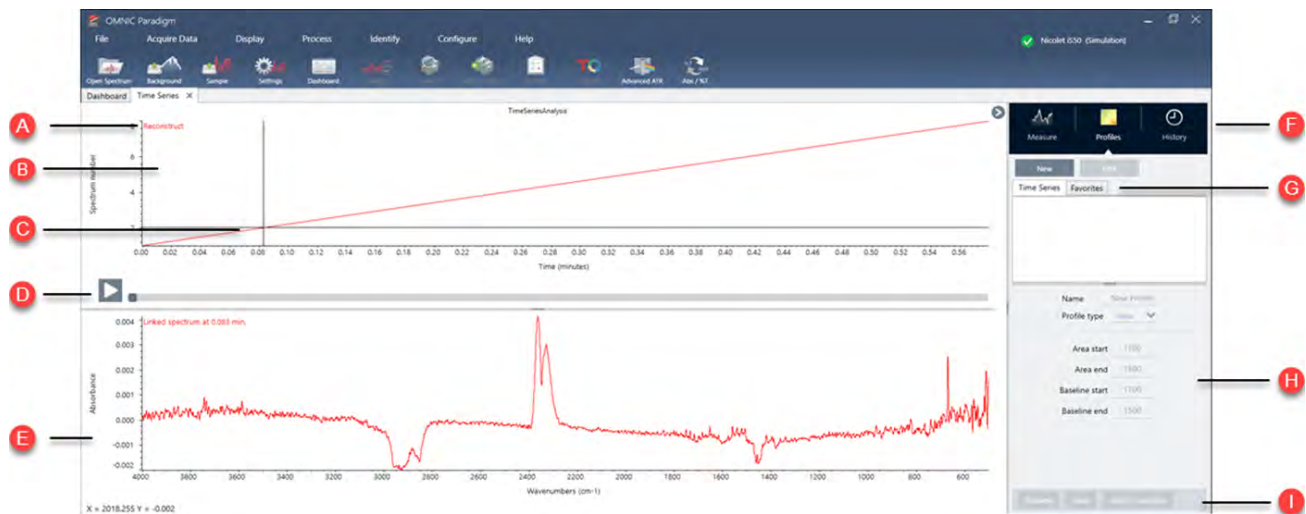 OMNIC Paradigm
File Acquire Data Display Process Identify Configure Help
Nicolet iS50 (Simulation)
Open Spectrum Background Sample Settings Dashboard Advanced ATR Abs / %T
Dashboard Time Series X
TimeSeriesAnalysis
A
B
C
D
E
F
G
H
I
Reconstruct
8
6
4
2
Spectrum number
0.00 0.02 0.04 0.06 0.08 0.10 0.12 0.14 0.16 0.18 0.20 0.22 0.24 0.26 0.28 0.30 0.32 0.34 0.36 0.38 0.40 0.42 0.44 0.46 0.48 0.50 0.52 0.54 0.56
Time (minutes)
Linked spectrum at 0.083 min.
0.004
0.003
0.002
0.001
0.000
-0.001
-0.002
Absorbance
4000 3800 3600 3400 3200 3000 2800 2600 2400 2200 2000 1800 1600 1400 1200 1000 800 600
Wavenumbers (cm-1)
X = 2018.255 Y = -0.002
Measure Profiles History
New Edit
Time Series Favorites
Name New Profile
Profile type Area
Area start 1100
Area end 1500
Baseline start 1100
Baseline end 1500